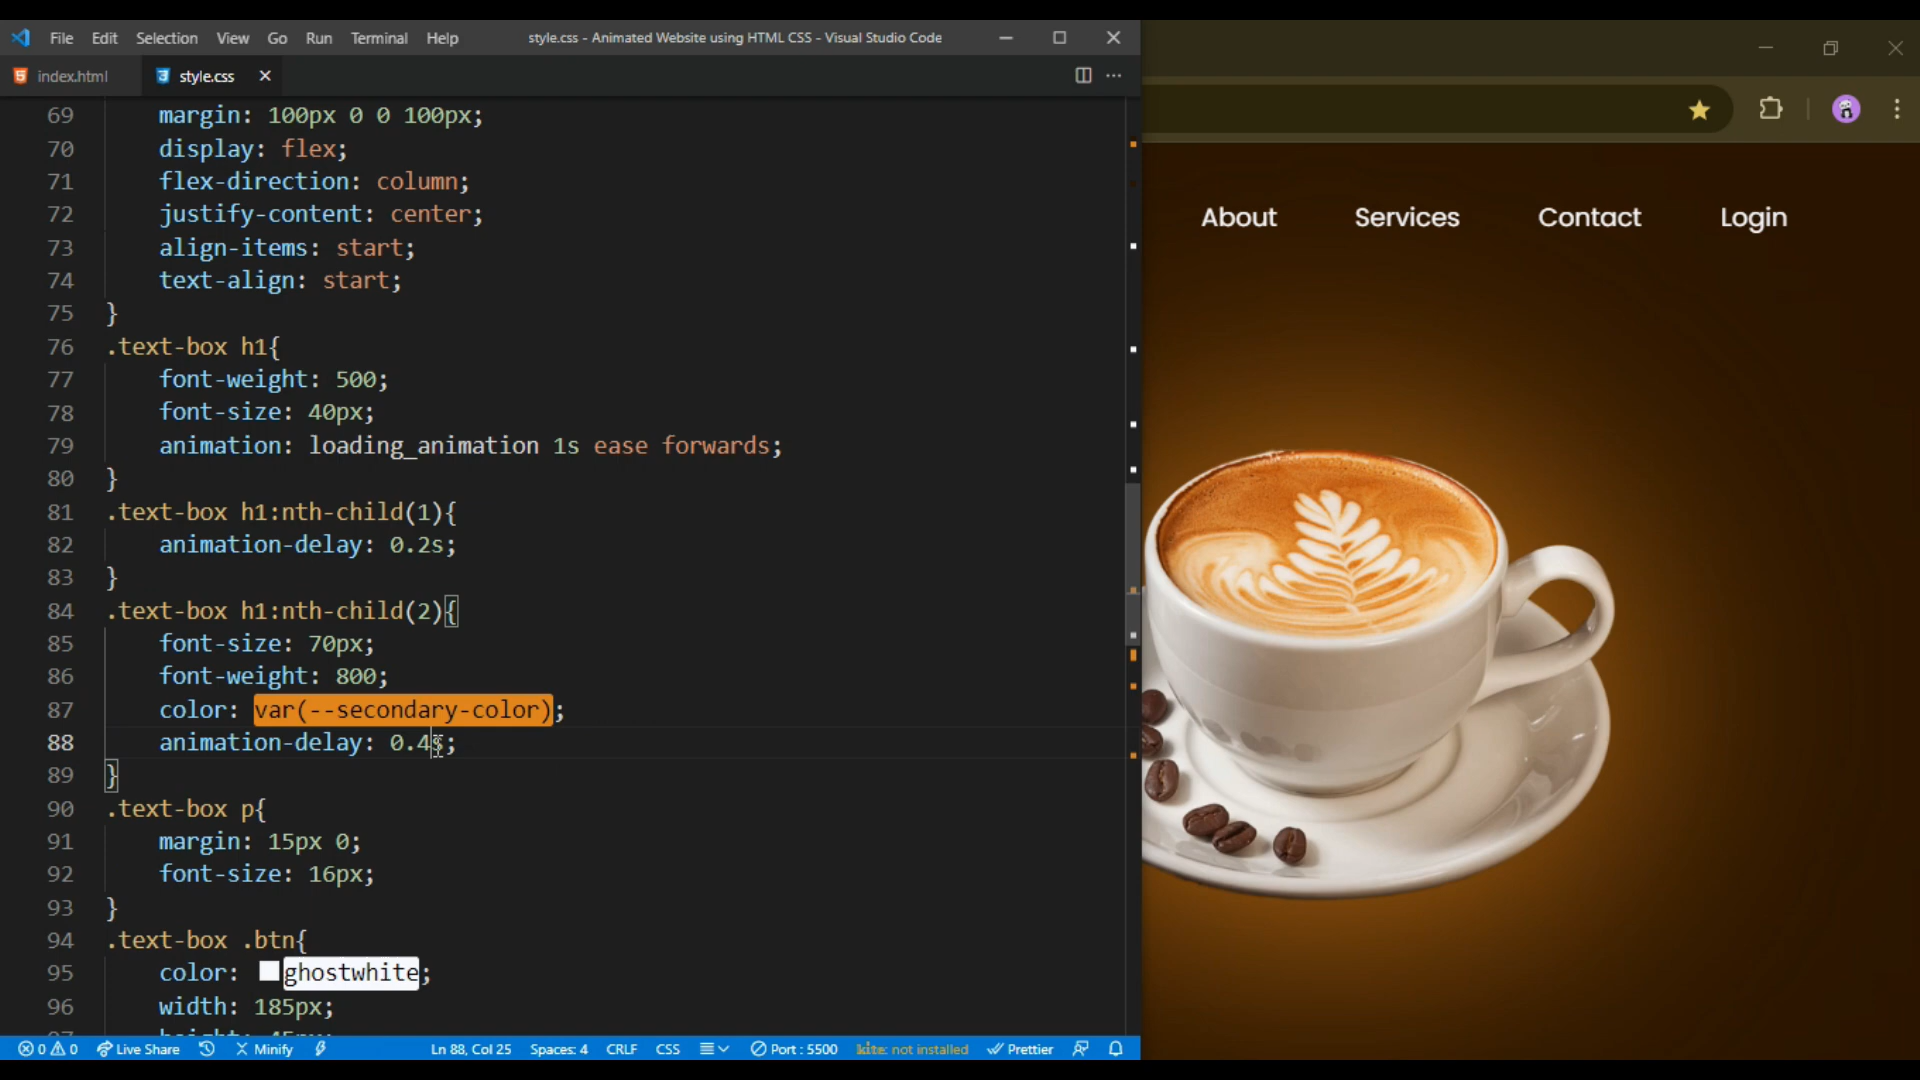 File Edit Selection View Go Run Terminal Help style.css - Animated Website using HTML CSS - Visual Studio Code
index.html style.css
69 margin: 100px 0 0 100px;
70 display: flex;
71 flex-direction: column;
72 justify-content: center;
73 align-items: start;
74 text-align: start;
75 }
76 .text-box h1{
77 font-weight: 500;
78 font-size: 40px;
79 animation: loading_animation 1s ease forwards;
80 }
81 .text-box h1:nth-child(1){
82 animation-delay: 0.2s;
83 }
84 .text-box h1:nth-child(2){
85 font-size: 70px;
86 font-weight: 800;
87 color: var(--secondary-color);
88 animation-delay: 0.4s;
89 }
90 .text-box p{
91 margin: 15px 0;
92 font-size: 16px;
93 }
94 .text-box .btn{
95 color: ghostwhite;
96 width: 185px;
0 0 Live Share Minify Ln 88, Col 25 Spaces: 4 CRLF CSS Port : 5500 kite: not installed Prettier
About Services Contact Login